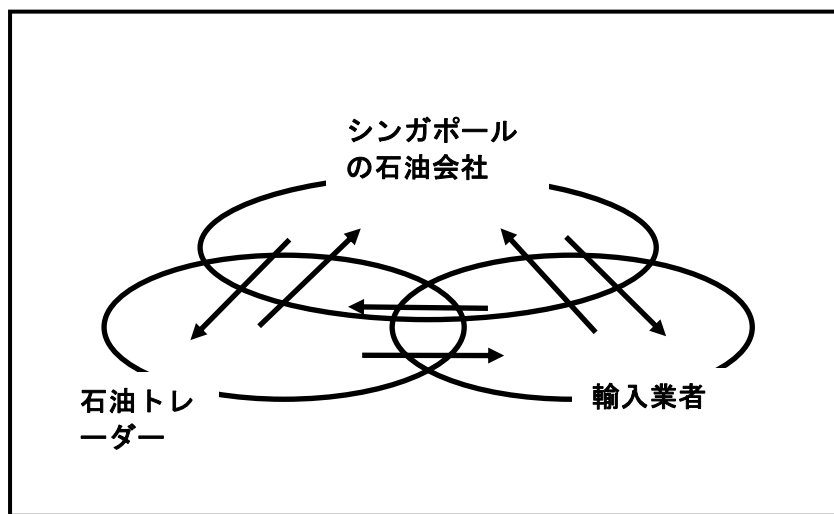 シンガポール
の石油会社
石油トレ
ーダー
輸入業者